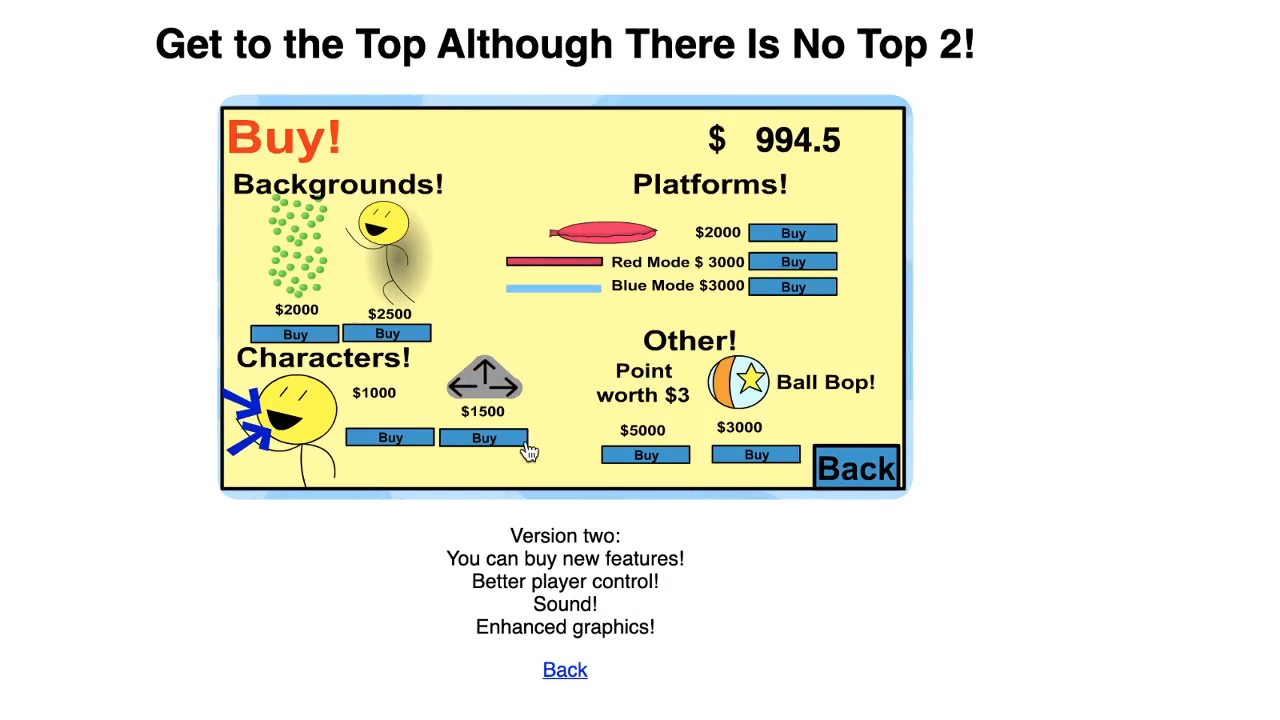 Get to the Top Although There Is No Top 2!
Buy!
$ 994.5
Backgrounds!
Platforms!
$2000
Buy
Red Mode $ 3000
Buy
Blue Mode $3000
Buy
$2000
$2500
Buy
Buy
Characters!
$1000
$1500
Buy
Buy
Other!
Point
worth $3
Ball Bop!
$5000
$3000
Buy
Buy
Back
Version two:
You can buy new features!
Better player control!
Sound!
Enhanced graphics!
Back